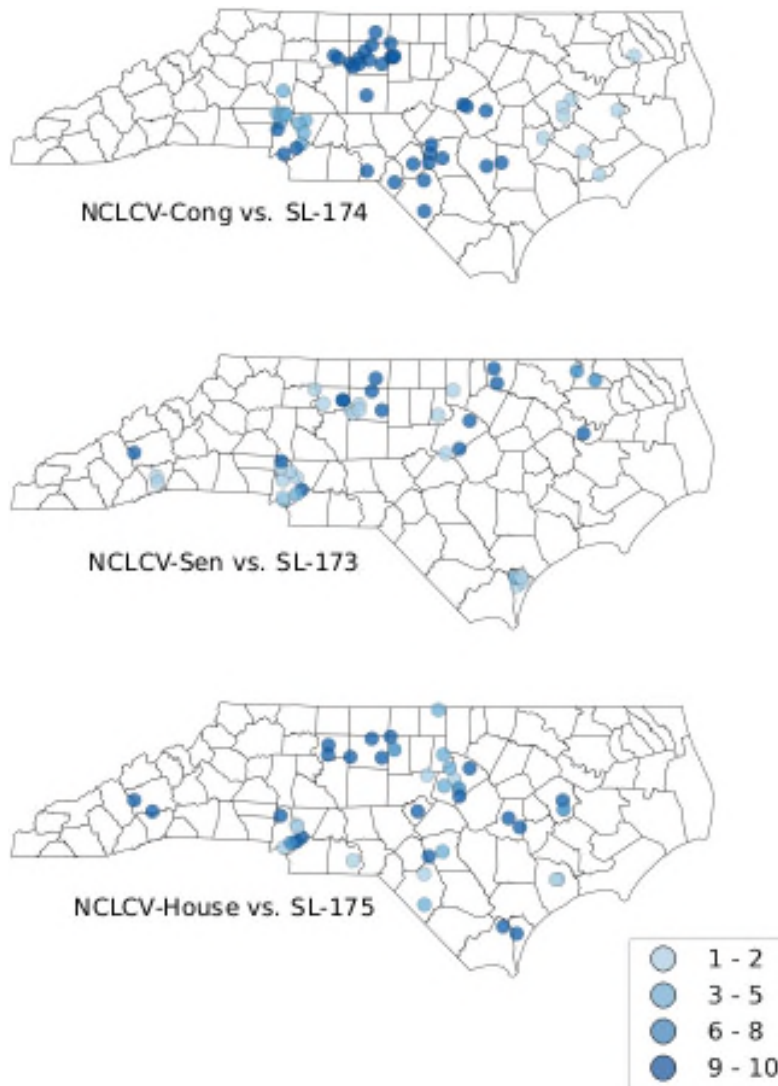 NCLCV-Cong vs. SL-174
NCLCV-Sen vs. SL-173
NCLCV-House vs. SL-175
1 - 2
3 - 5
6 - 8
9 - 10